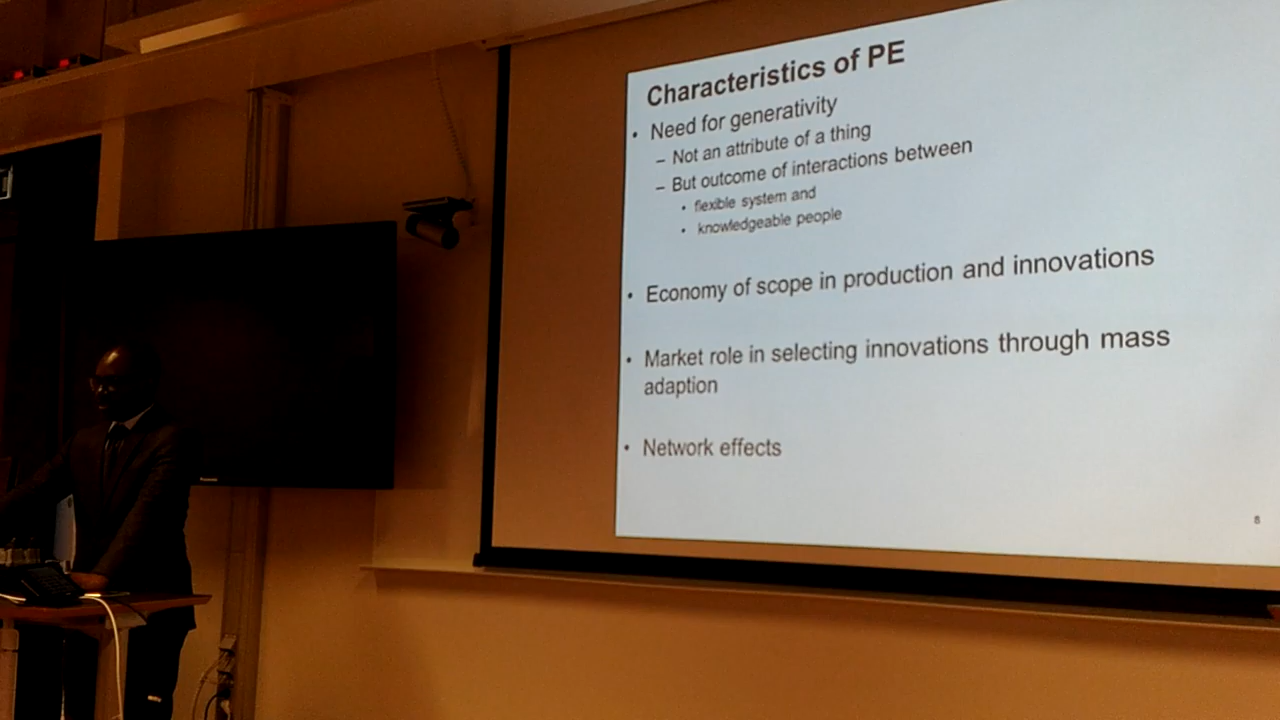 Characteristics of PE
• Need for generativity
– Not an attribute of a thing
– But outcome of interactions between
• flexible system and
• knowledgeable people
• Economy of scope in production and innovations
• Market role in selecting innovations through mass
adaption
• Network effects
8
Panasonic